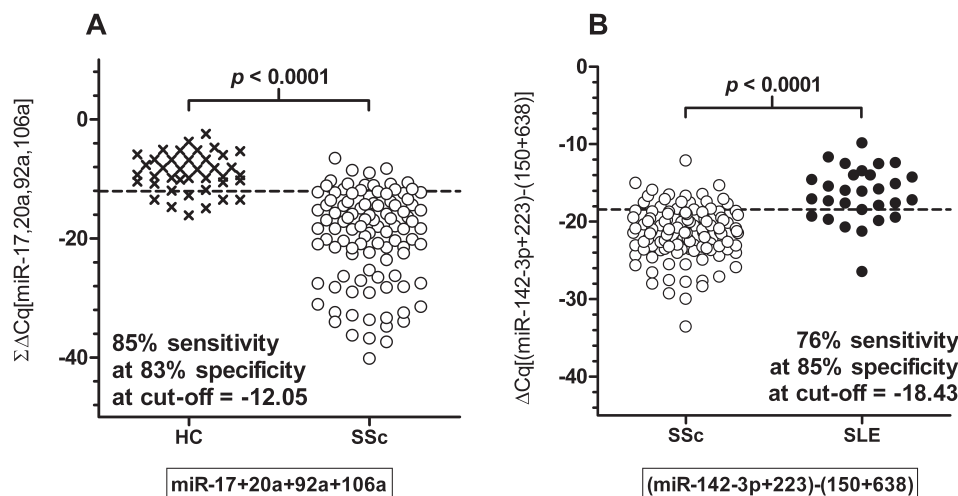 A
ΣΔΔCq[miR-17,20a,92a,106a]
p < 0.0001
0
-20
-40
85% sensitivity
at 83% specificity
at cut-off = -12.05
HC
SSc
miR-17+20a+92a+106a
B
ΔCq[(miR-142-3p+223)-(150+638)]
p < 0.0001
0
-10
-20
-30
-40
76% sensitivity
at 85% specificity
at cut-off = -18.43
SSc
SLE
(miR-142-3p+223)-(150+638)